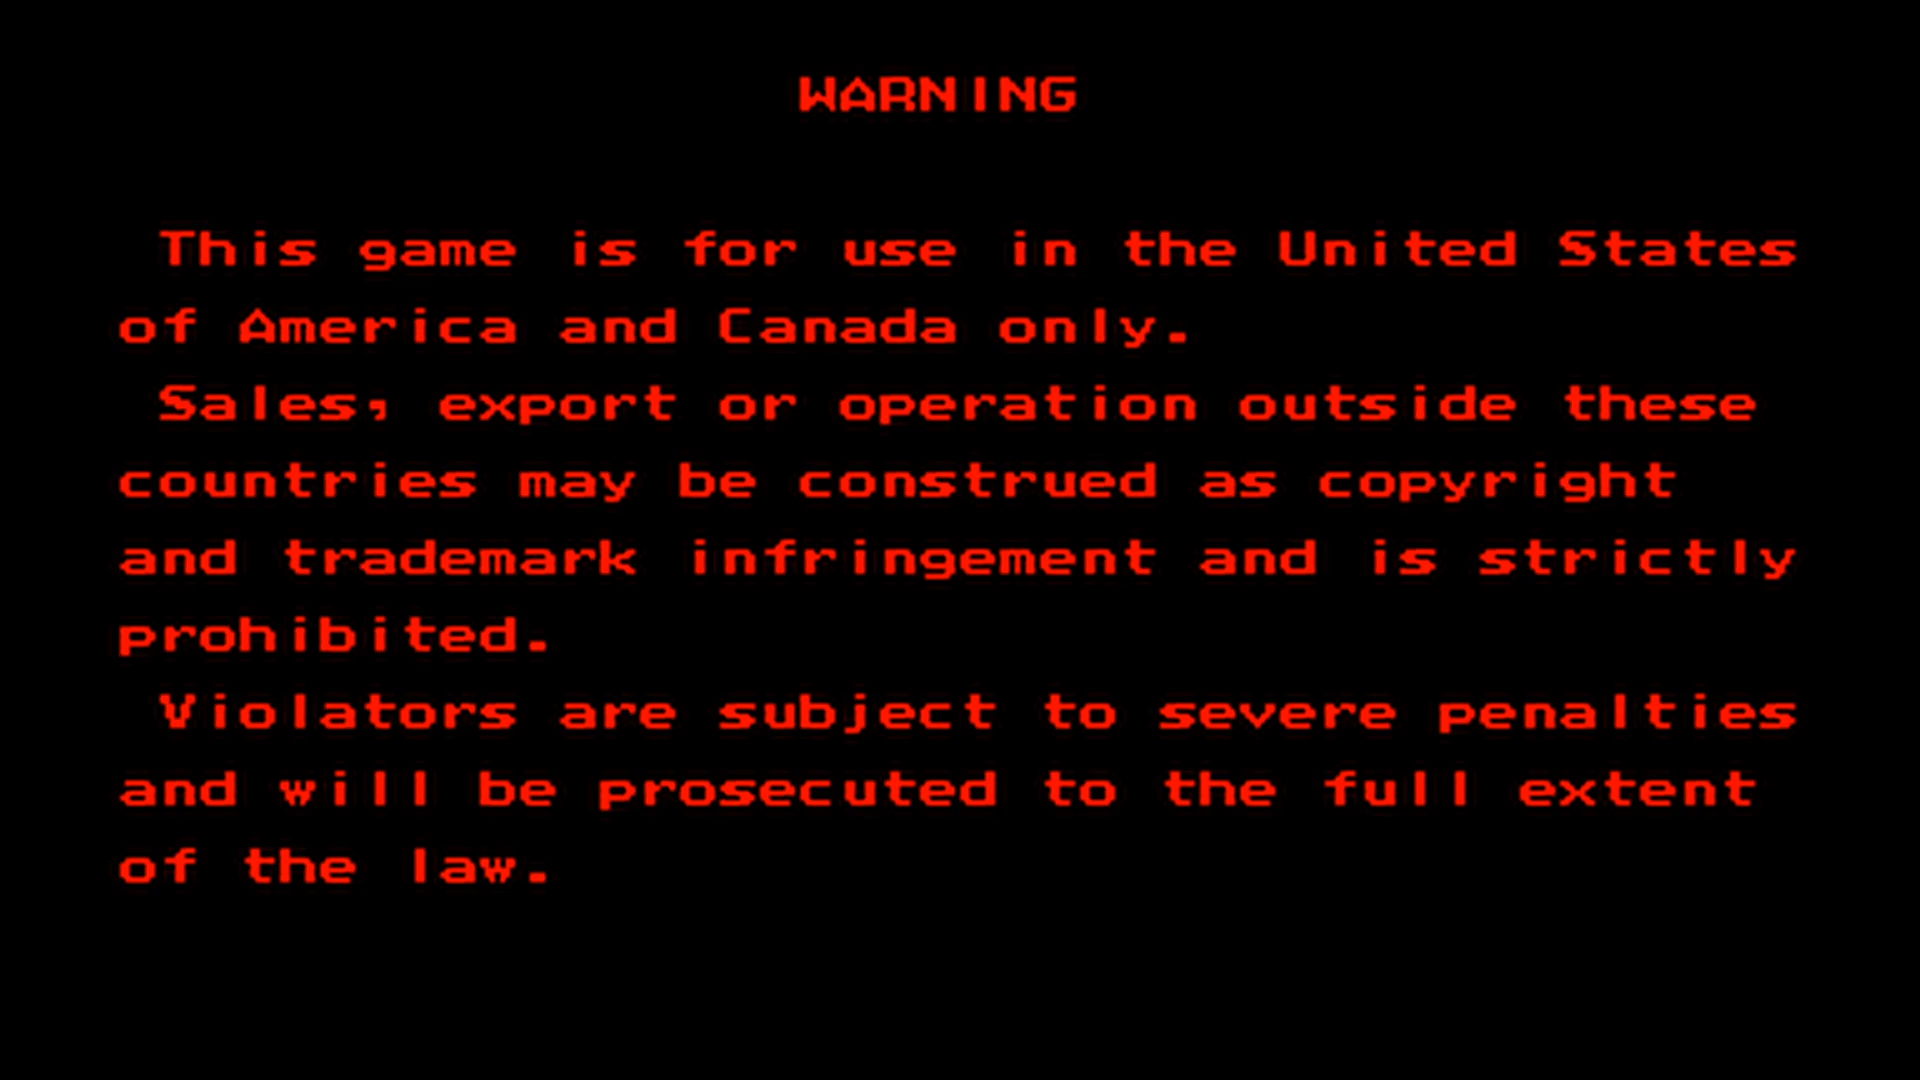 WARNING
This game is for use in the United States
of America and Canada only.
Sales, export or operation outside these
countries may be construed as copyright
and trademark infringement and is strictly
prohibited.
Violators are subject to severe penalties
and will be prosecuted to the full extent
of the law.